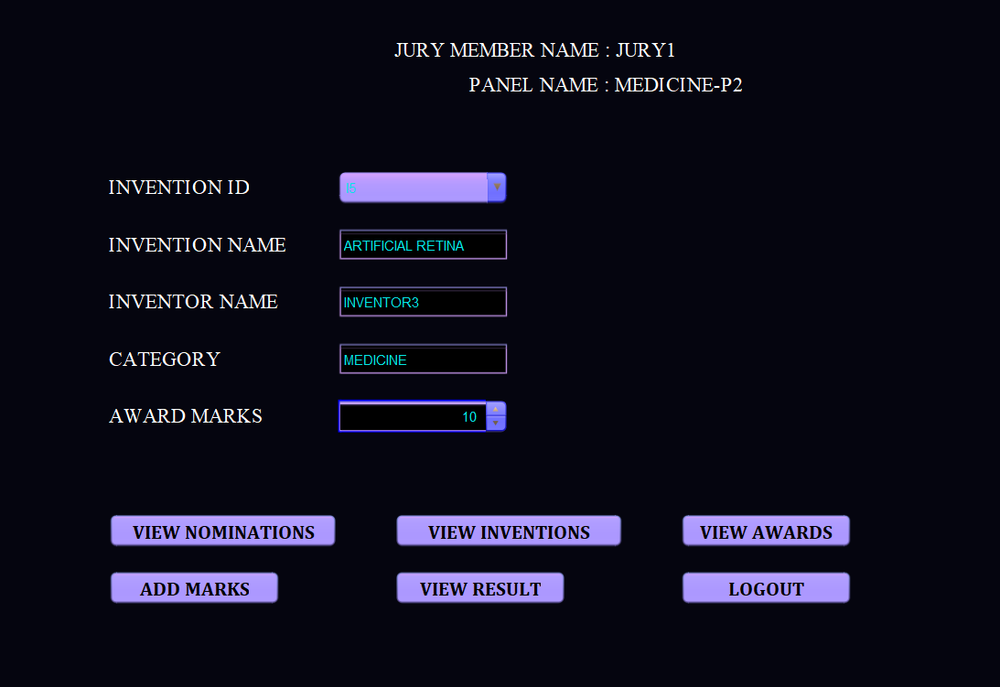 JURY MEMBER NAME : JURY1
PANEL NAME : MEDICINE-P2
INVENTION ID I5
INVENTION NAME ARTIFICIAL RETINA
INVENTOR NAME INVENTOR3
CATEGORY MEDICINE
AWARD MARKS 10
VIEW NOMINATIONS VIEW INVENTIONS VIEW AWARDS
ADD MARKS VIEW RESULT LOGOUT